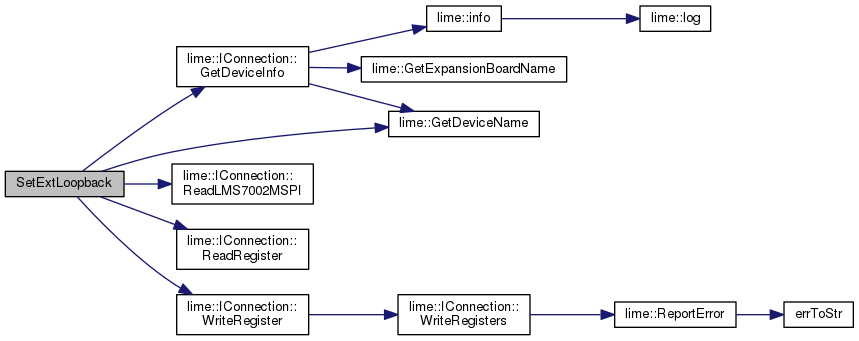 SetExtLoopback
lime::IConnection::
GetDeviceInfo
lime::info
lime::log
lime::GetExpansionBoardName
lime::GetDeviceName
lime::IConnection::
ReadLMS7002MSPI
lime::IConnection::
ReadRegister
lime::IConnection::
WriteRegister
lime::IConnection::
WriteRegisters
lime::ReportError
errToStr